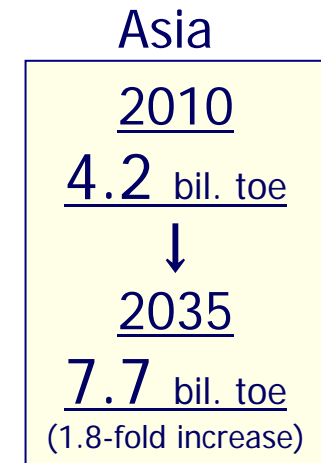 Asia
2010
4.2 bil. toe
↓
2035
7.7 bil. toe
(1.8-fold increase)